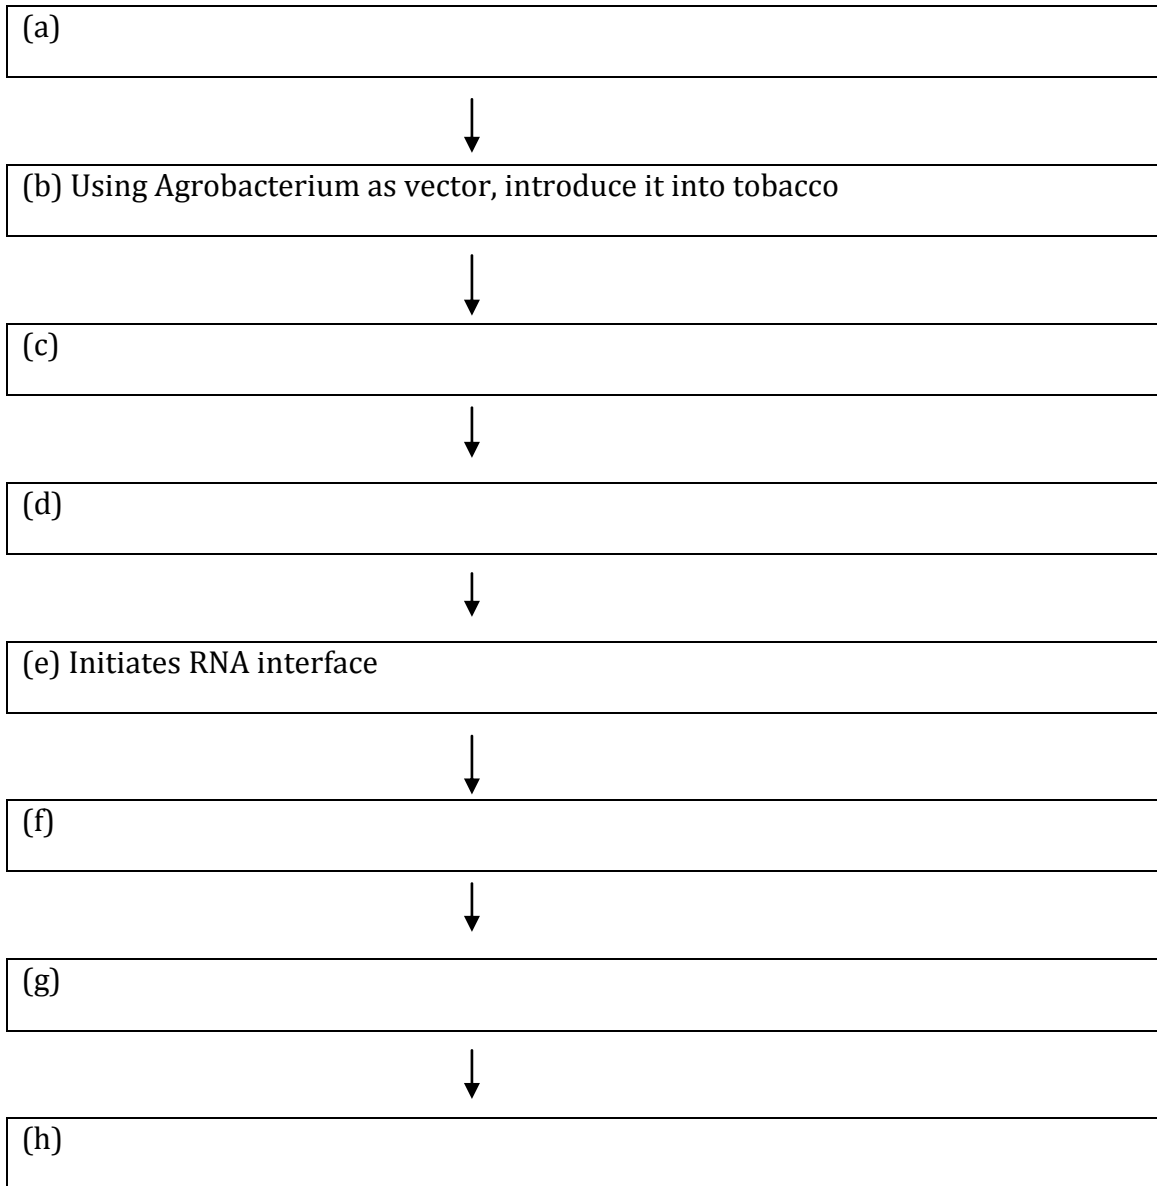 (a)
(b) Using Agrobacterium as vector, introduce it into tobacco
(c)
(d)
(e) Initiates RNA interface
(f)
(g)
(h)